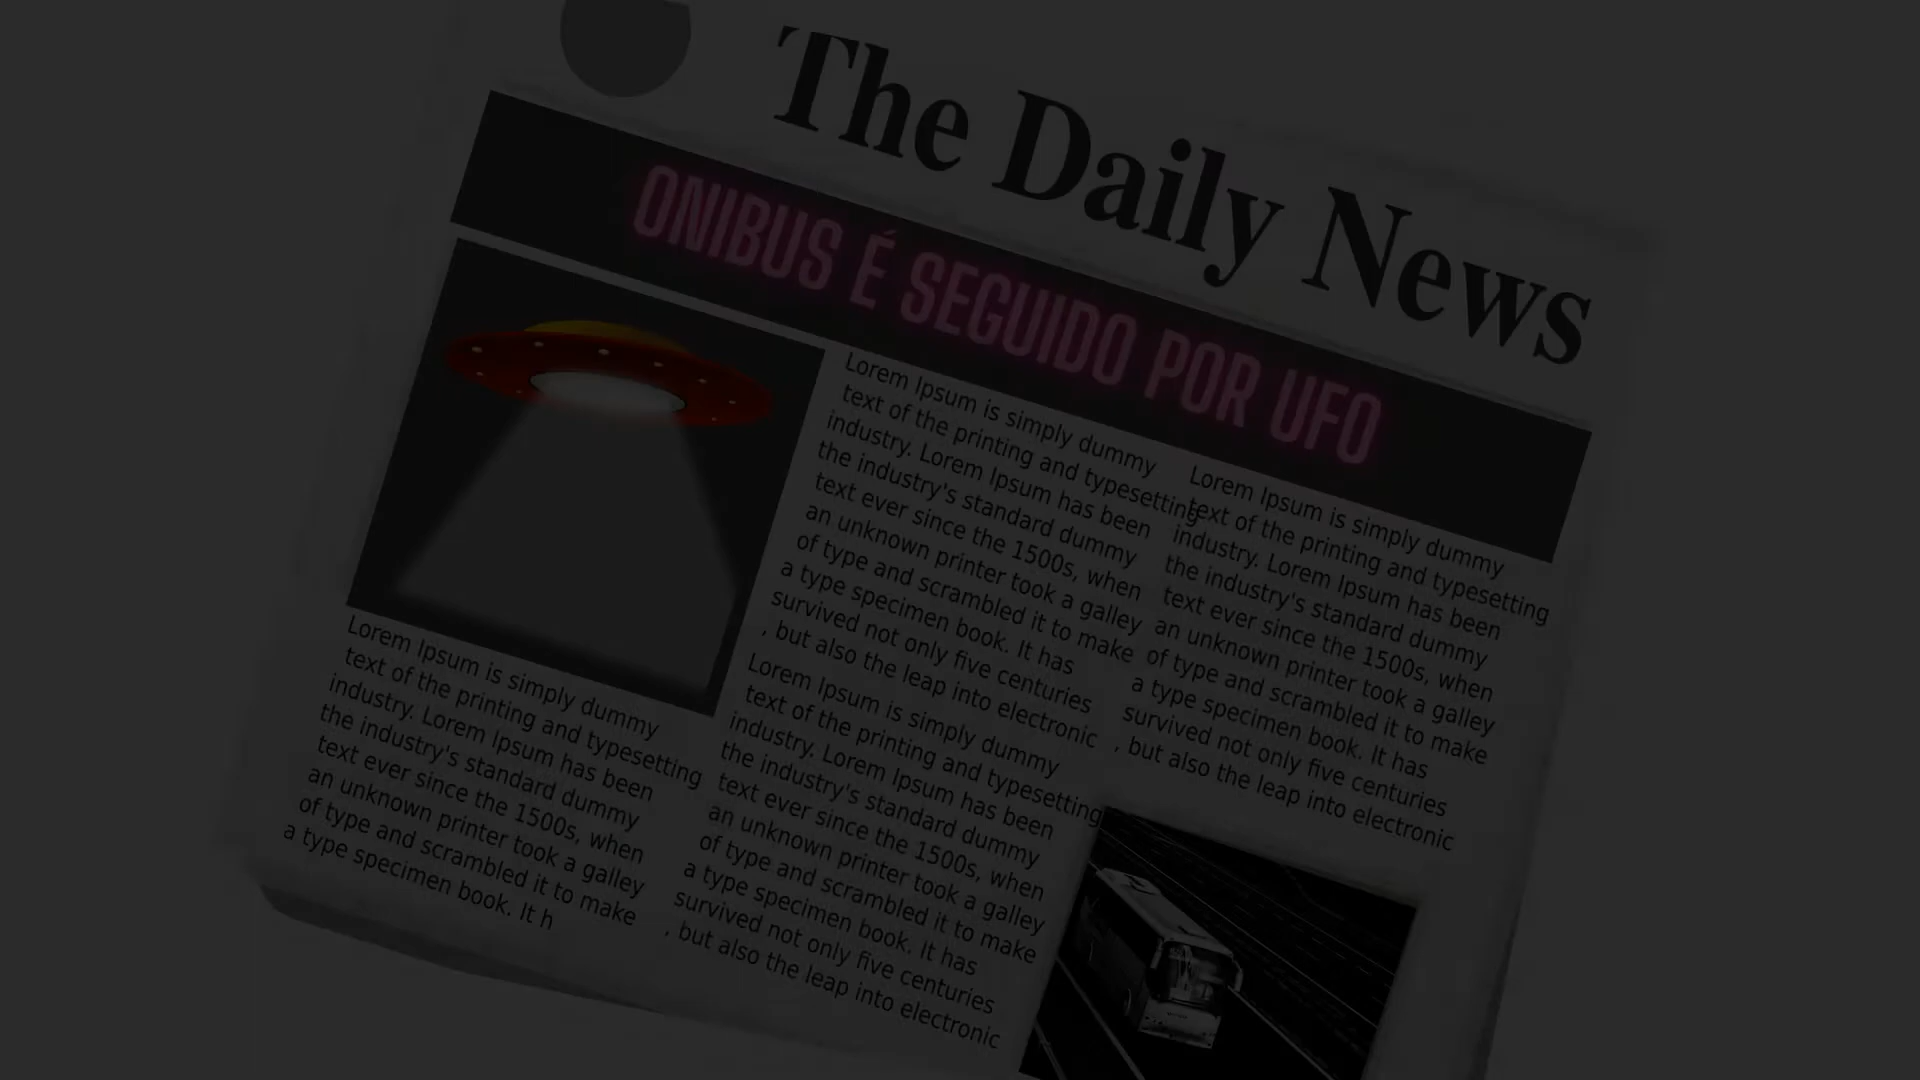 The Daily News
ONIBUS É SEGUIDO POR UFO
Lorem Ipsum is simply dummy
text of the printing and typesetting
industry. Lorem Ipsum has been
the industry's standard dummy
text ever since the 1500s, when
an unknown printer took a galley
of type and scrambled it to make
a type specimen book. It h
Lorem Ipsum is simply dummy
text of the printing and typesetting
industry. Lorem Ipsum has been
the industry's standard dummy
text ever since the 1500s, when
an unknown printer took a galley
of type and scrambled it to make
a type specimen book. It has
survived not only five centuries
, but also the leap into electronic
Lorem Ipsum is simply dummy
text of the printing and typesetting
industry. Lorem Ipsum has been
the industry's standard dummy
text ever since the 1500s, when
an unknown printer took a galley
of type and scrambled it to make
a type specimen book. It has
survived not only five centuries
, but also the leap into electronic
Lorem Ipsum is simply dummy
text of the printing and typesetting
industry. Lorem Ipsum has been
the industry's standard dummy
text ever since the 1500s, when
an unknown printer took a galley
of type and scrambled it to make
a type specimen book. It has
survived not only five centuries
, but also the leap into electronic